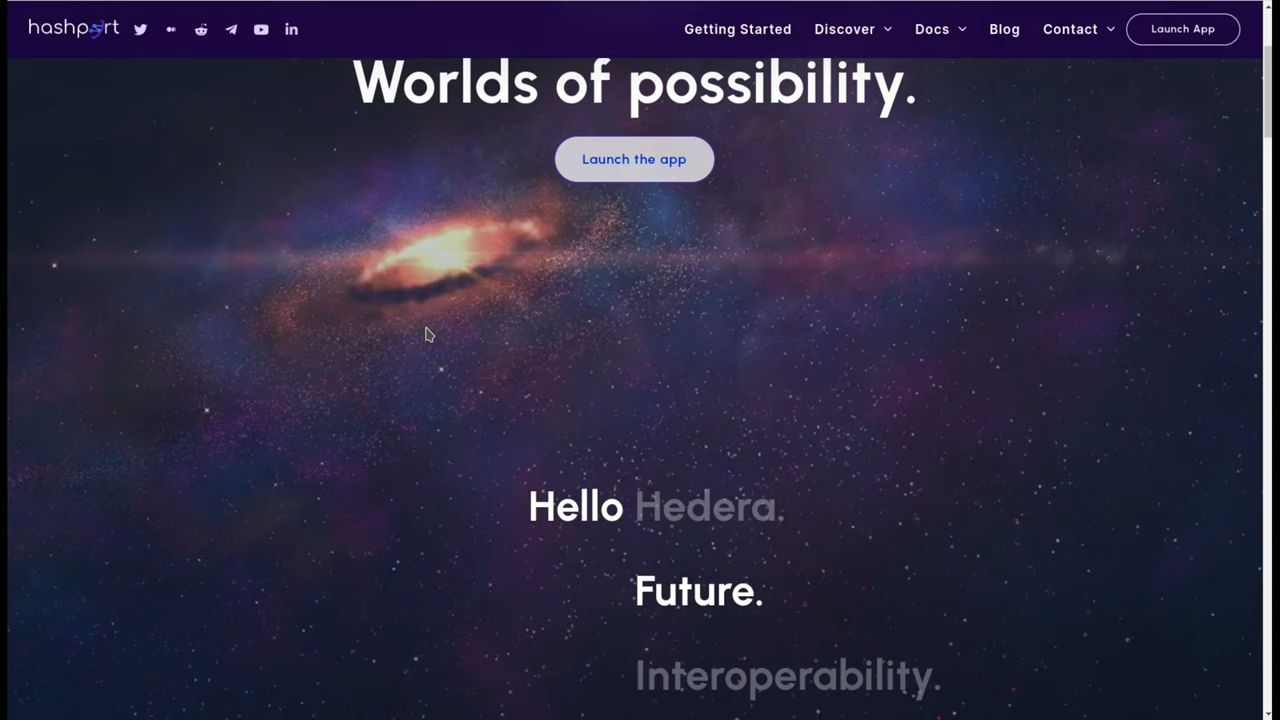 hashport
Getting Started Discover Docs Blog Contact Launch App
Worlds of possibility.
Launch the app
Hello Hedera.
Future.
Interoperability.